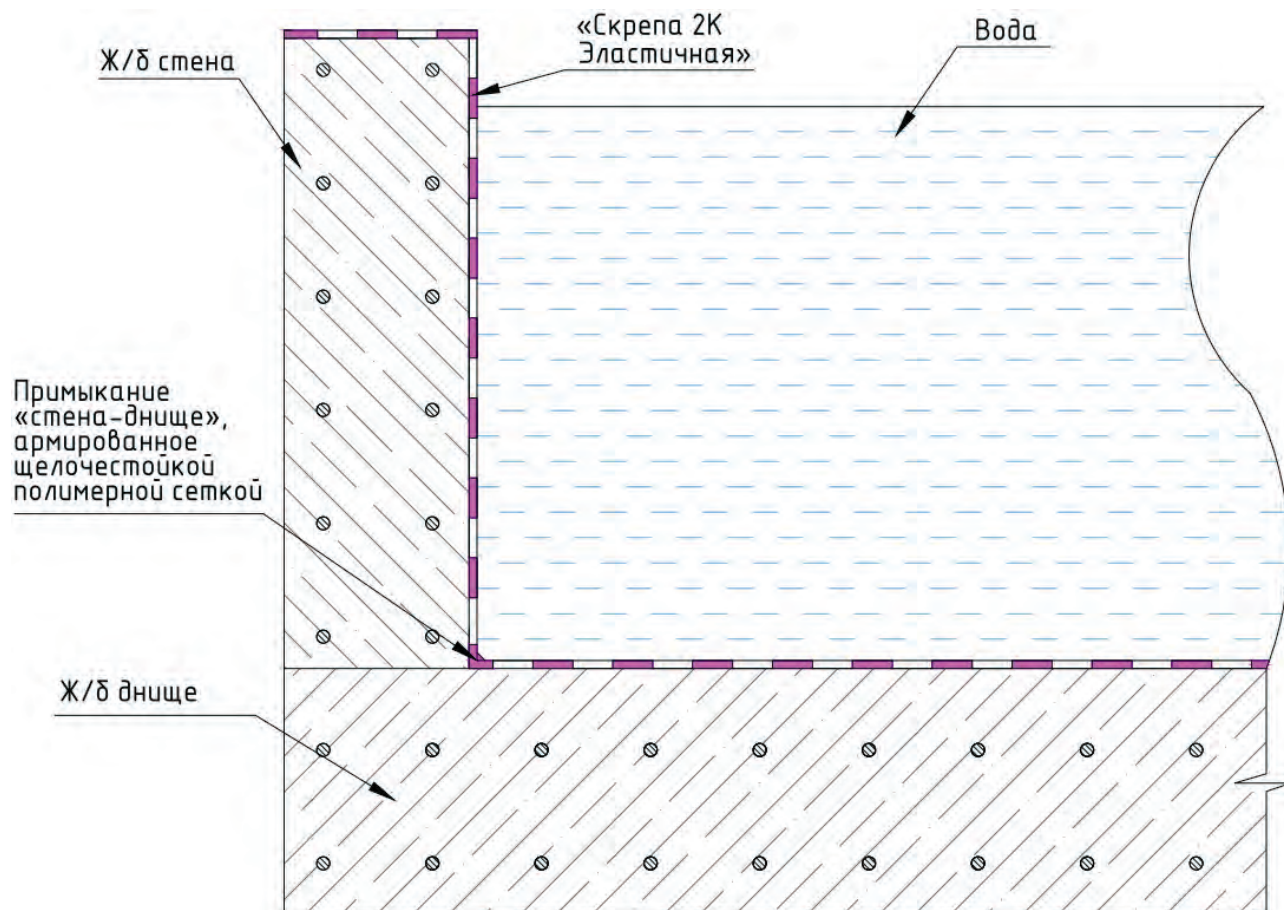 «Скрепа 2К
Эластичная»
Вода
Ж/б стена
Примыкание
«стена-днище»,
армированное
щелочестойкой
полимерной сеткой
Ж/б днище